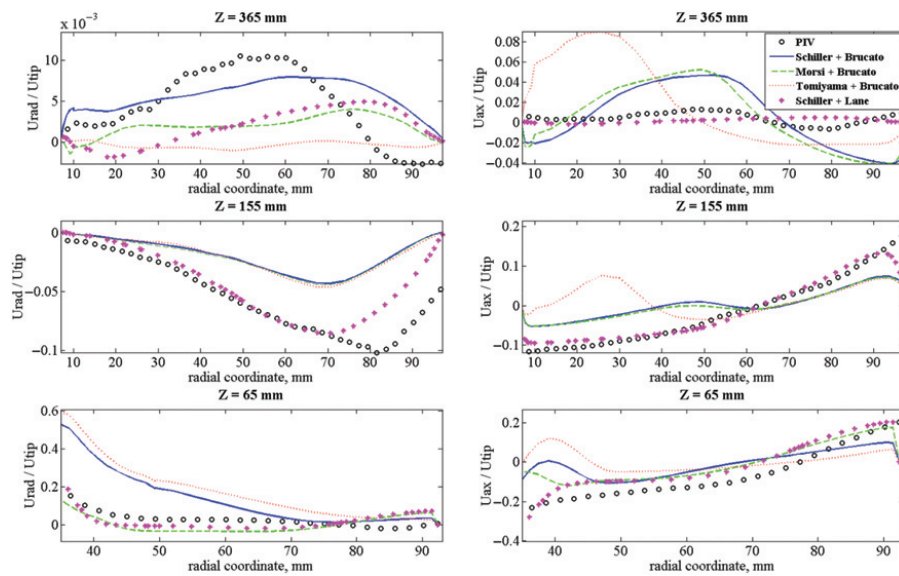 Z = 365 mm
x 10⁻³
10
5
0
Urad / Utip
10 20 30 40 50 60 70 80 90
radial coordinate, mm
Z = 365 mm
0.08
0.06
0.04
0.02
0
−0.02
−0.04
Uax / Utip
10 20 30 40 50 60 70 80 90
radial coordinate, mm
PIV
Schiller + Brucato
Morsi + Brucato
Tomiyama + Brucato
Schiller + Lane
Z = 155 mm
0
−0.05
−0.1
Urad / Utip
10 20 30 40 50 60 70 80 90
radial coordinate, mm
Z = 155 mm
0.2
0.1
0
−0.1
Uax / Utip
10 20 30 40 50 60 70 80 90
radial coordinate, mm
Z = 65 mm
0.6
0.4
0.2
0
Urad / Utip
40 50 60 70 80 90
radial coordinate, mm
Z = 65 mm
0.2
0
−0.2
−0.4
Uax / Utip
40 50 60 70 80 90
radial coordinate, mm